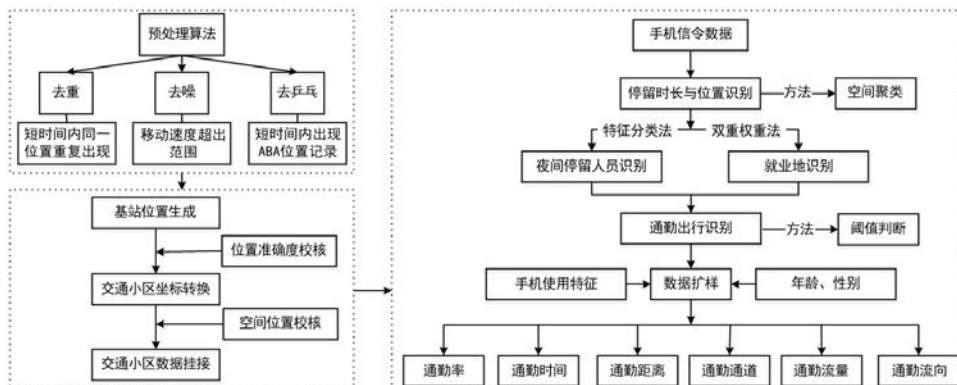 预处理算法
去重
去噪
去乒乓
短时间内同一
位置重复出现
移动速度超出
范围
短时间内出现
ABA位置记录
基站位置生成
位置准确度校核
交通小区坐标转换
空间位置校核
交通小区数据挂接
手机信令数据
停留时长与位置识别
方法
空间聚类
特征分类法
双重权重法
夜间停留人员识别
就业地识别
通勤出行识别
方法
阈值判断
手机使用特征
数据扩样
年龄、性别
通勤率
通勤时间
通勤距离
通勤通道
通勤流量
通勤流向